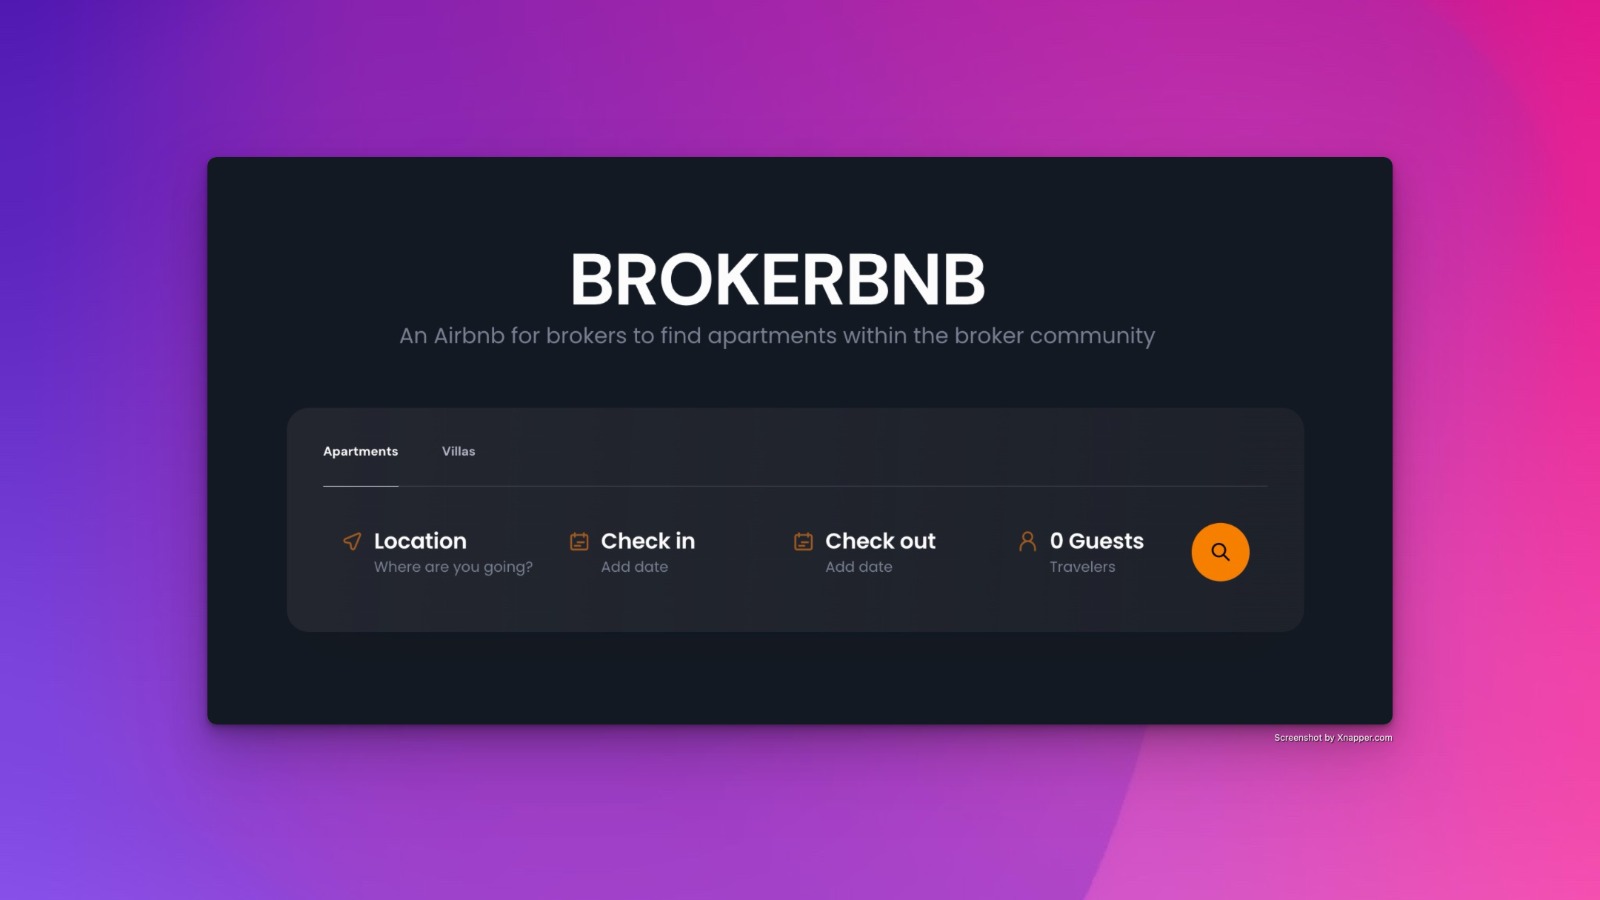 BROKERBNB
An Airbnb for brokers to find apartments within the broker community
Apartments Villas
Location Check in Check out 0 Guests
Where are you going? Add date Add date Travelers
Screenshot by Xnapper.com